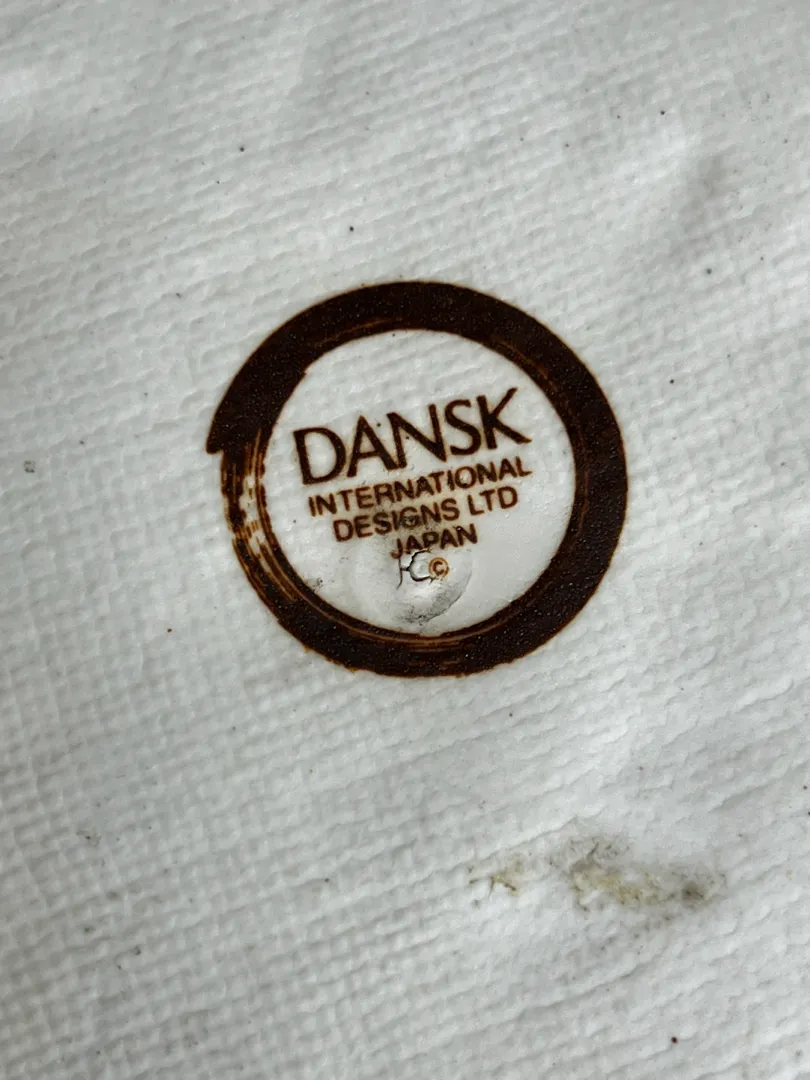 DANSK
INTERNATIONAL
DESIGNS LTD
JAPAN
©